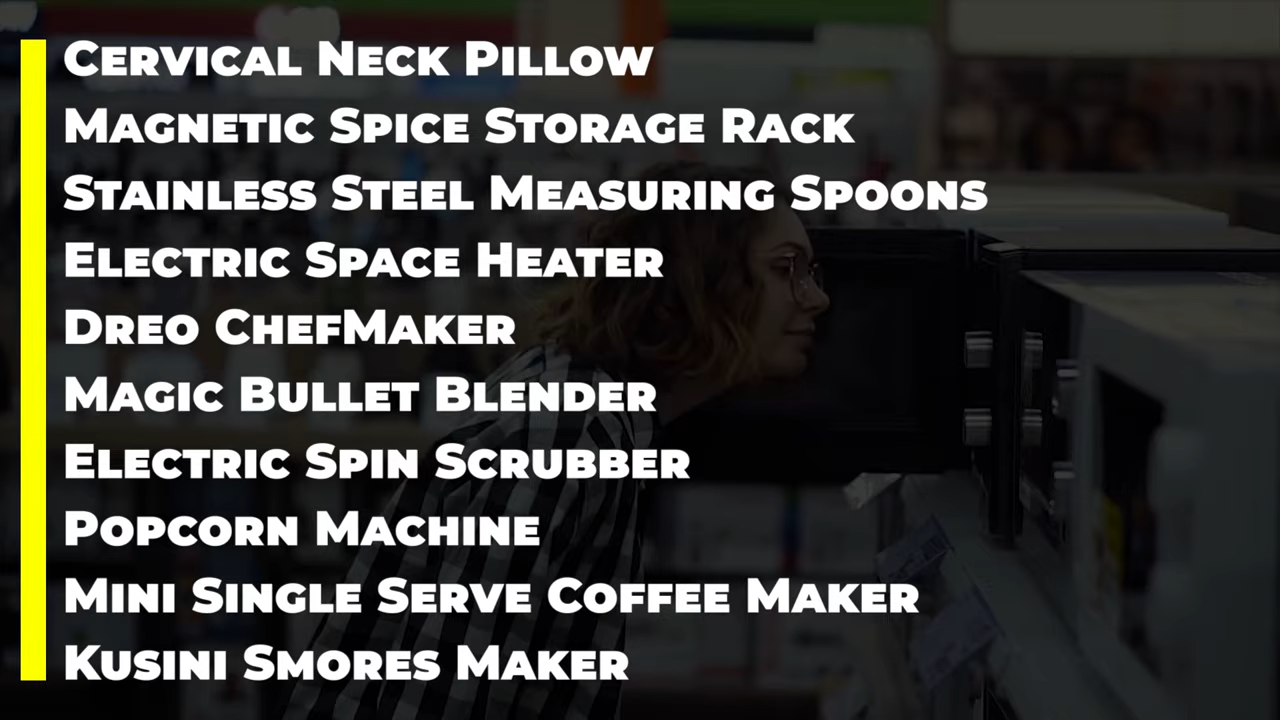 Cervical Neck Pillow
Magnetic Spice Storage Rack
Stainless Steel Measuring Spoons
Electric Space Heater
Dreo ChefMaker
Magic Bullet Blender
Electric Spin Scrubber
Popcorn Machine
Mini Single Serve Coffee Maker
Kusini Smores Maker